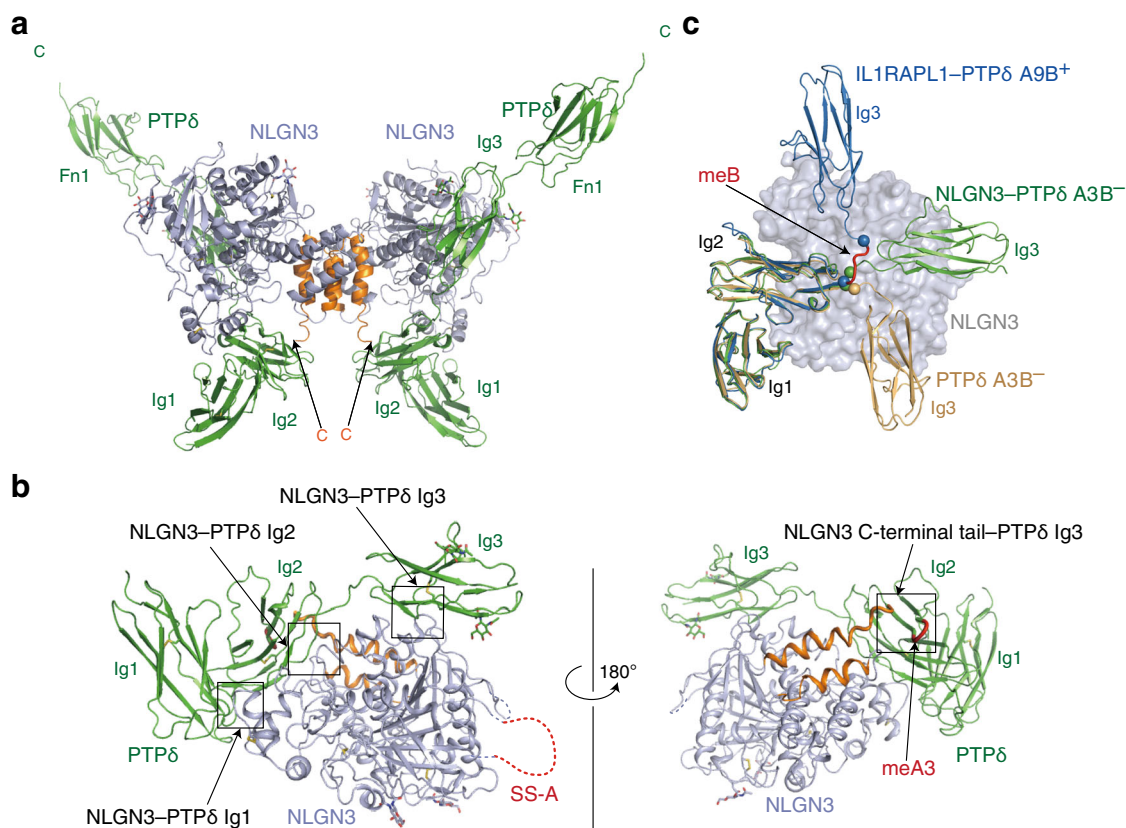 a
C
PTPδ
Fn1
NLGN3
NLGN3
Ig3
PTPδ
C
Fn1
Ig1
Ig2
C
C
Ig2
Ig1
c
IL1RAPL1–PTPδ A9B+
Ig3
meB
NLGN3–PTPδ A3B–
Ig3
Ig2
NLGN3
Ig1
PTPδ A3B–
Ig3
b
NLGN3–PTPδ Ig3
NLGN3–PTPδ Ig2
Ig3
Ig2
Ig1
PTPδ
SS-A
NLGN3
NLGN3–PTPδ Ig1
180°
NLGN3 C-terminal tail–PTPδ Ig3
Ig3
Ig2
Ig1
meA3
PTPδ
NLGN3